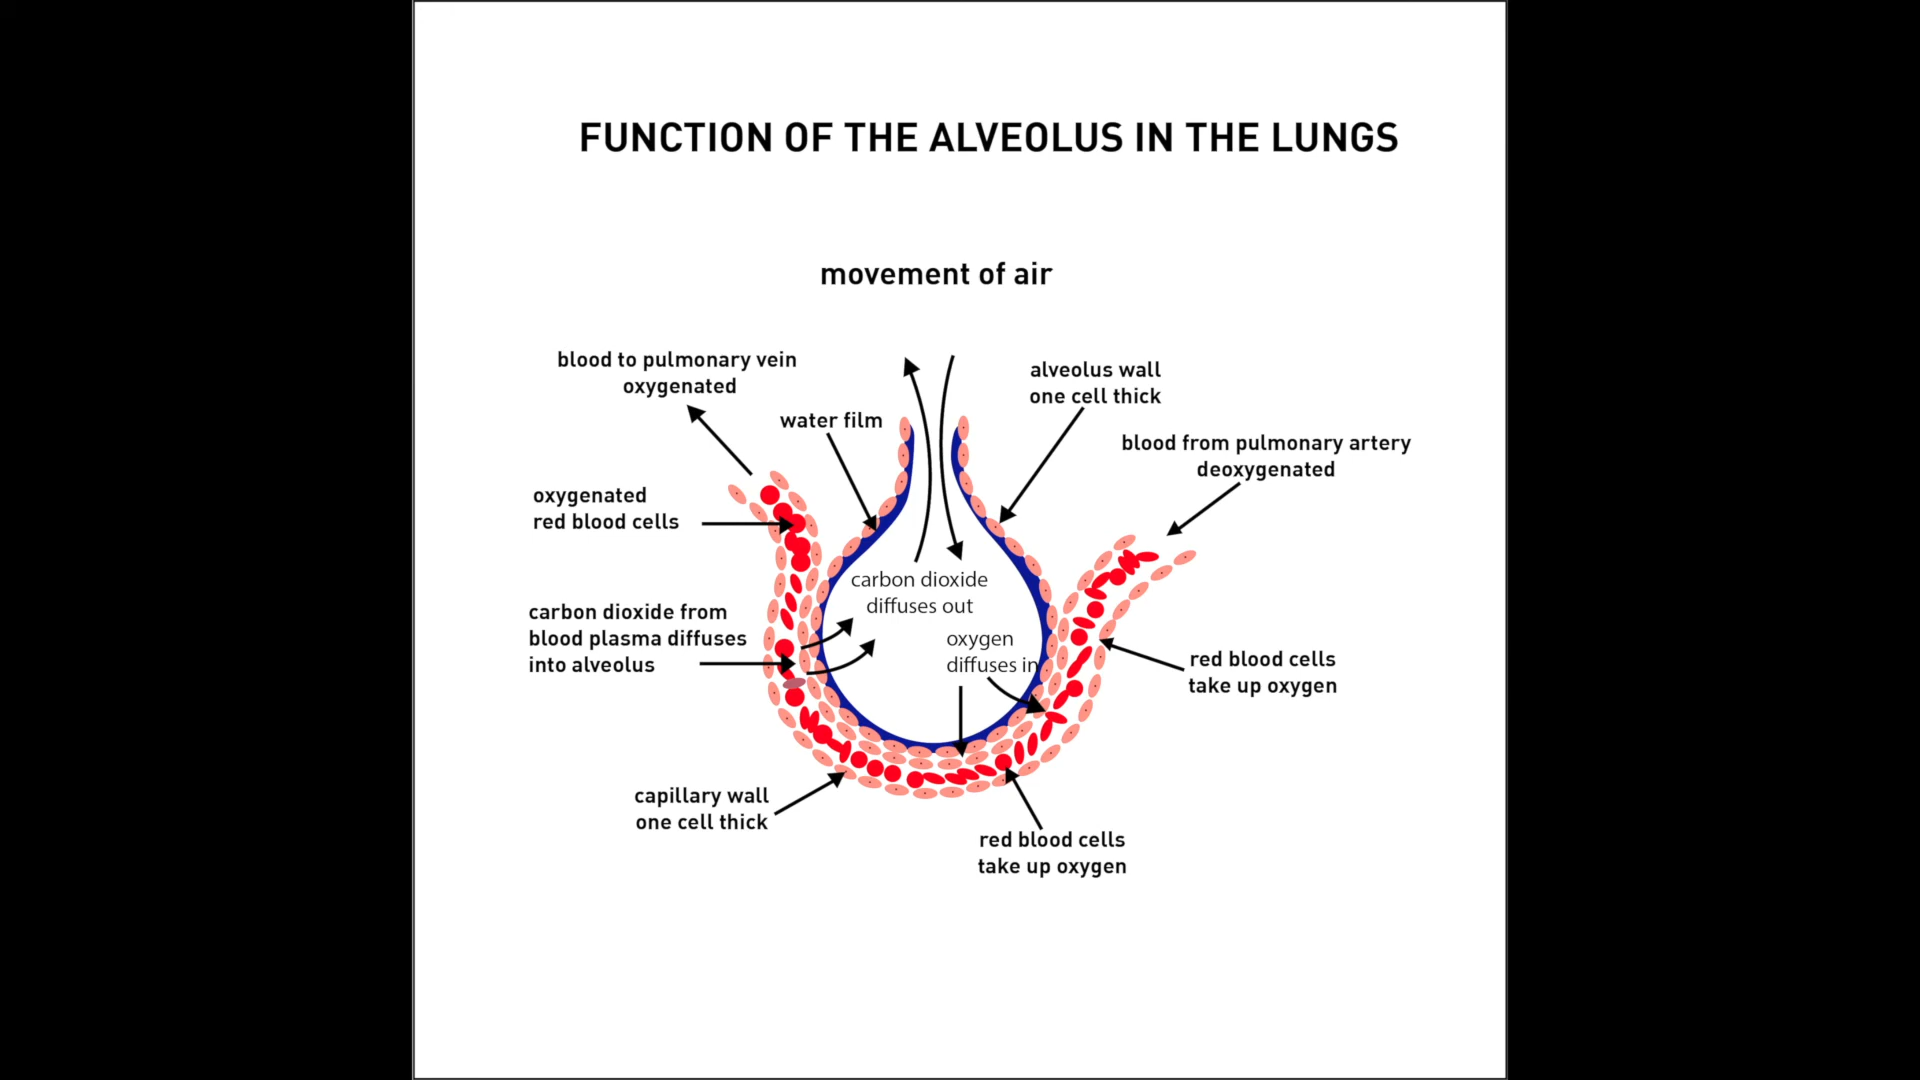 FUNCTION OF THE ALVEOLUS IN THE LUNGS
movement of air
blood to pulmonary vein
oxygenated
water film
alveolus wall
one cell thick
blood from pulmonary artery
deoxygenated
oxygenated
red blood cells
carbon dioxide
diffuses out
carbon dioxide from
blood plasma diffuses
into alveolus
oxygen
diffuses in
red blood cells
take up oxygen
capillary wall
one cell thick
red blood cells
take up oxygen